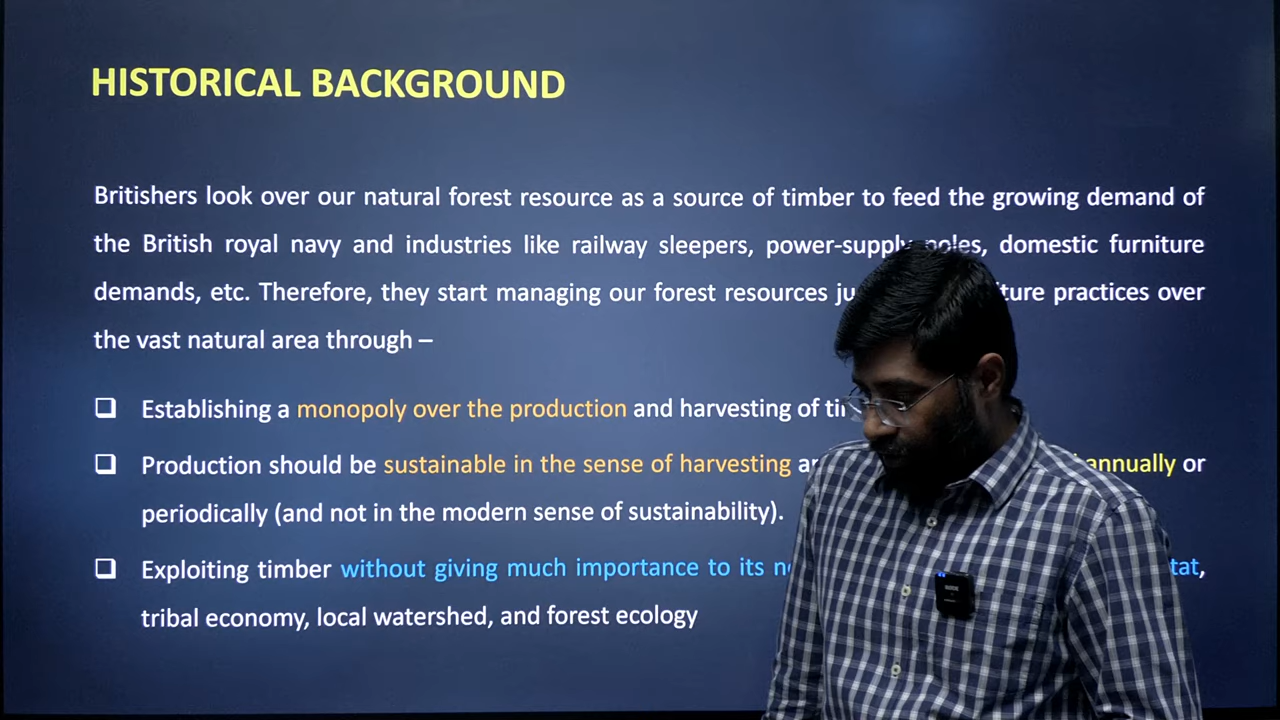 HISTORICAL BACKGROUND
Britishers look over our natural forest resource as a source of timber to feed the growing demand of
the British royal navy and industries like railway sleepers, power-supply poles, domestic furniture
demands, etc. Therefore, they start managing our forest resources practices over
the vast natural area through –
Establishing a monopoly over the production and harvesting of
Production should be sustainable in the sense of harvesting annually or
periodically (and not in the modern sense of sustainability).
Exploiting timber without giving much importance to its
tribal economy, local watershed, and forest ecology